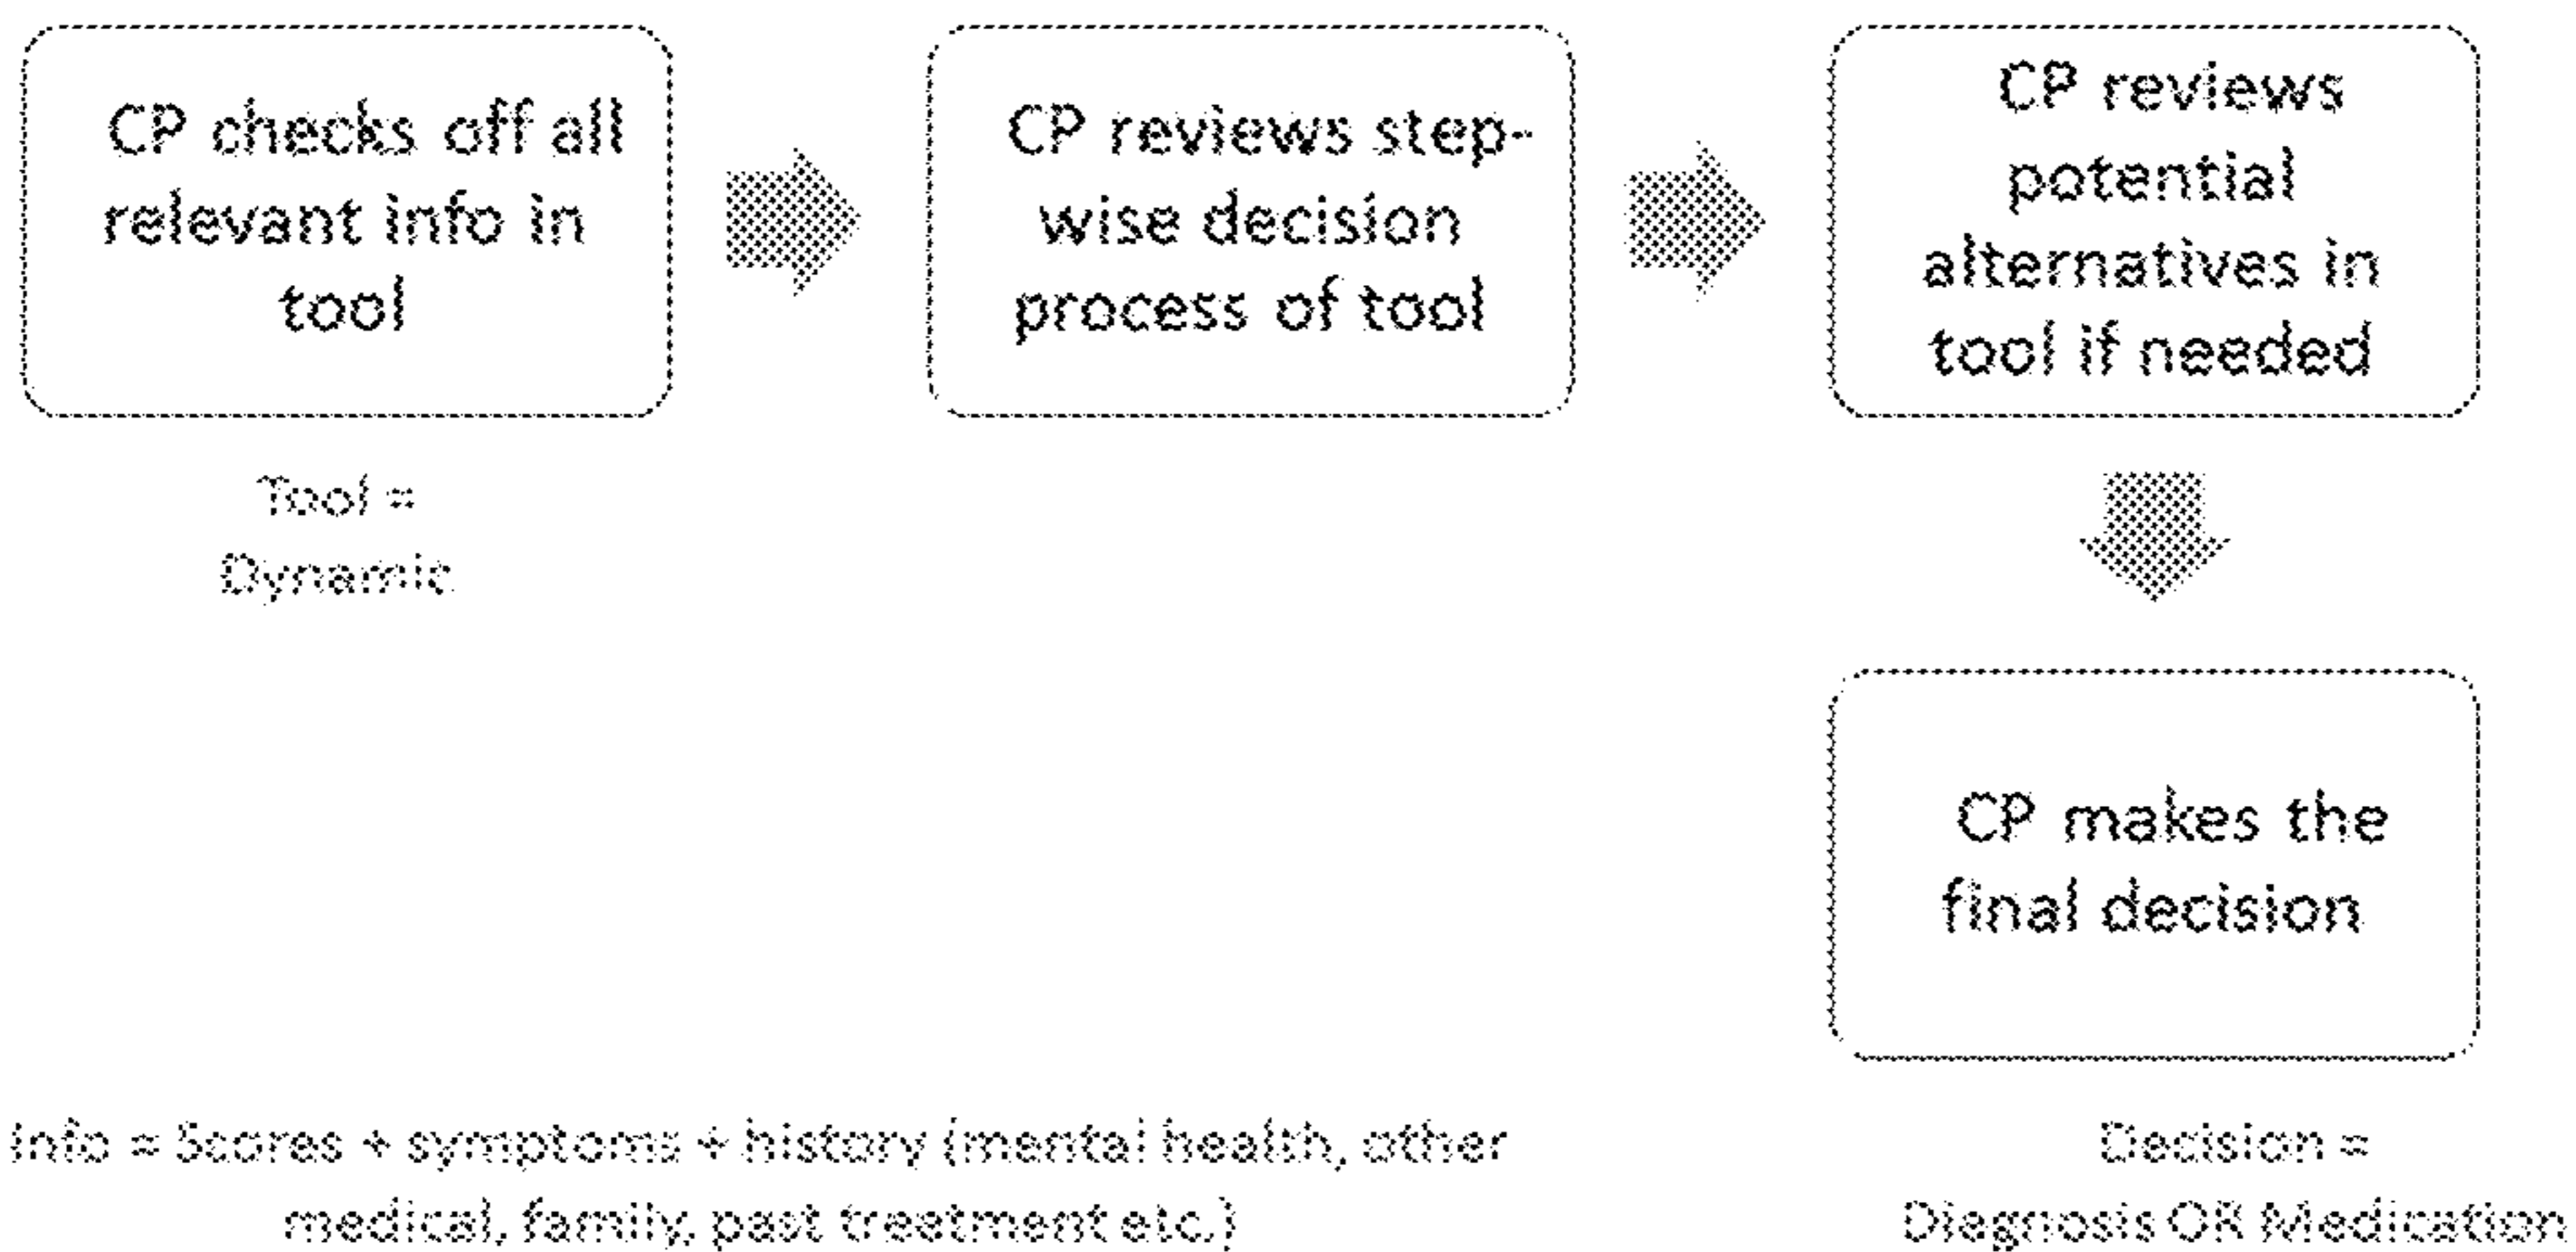 CP checks off all
relevant info in
tool
CP reviews step-
wise decision
process of tool
CP reviews
potential
alternatives in
tool if needed
Tool =
Dynamic
CP makes the
final decision
Info = Scores + symptoms + history (mental health, other
medical, family, past treatment etc.)
Decision =
Diagnosis OR Medication